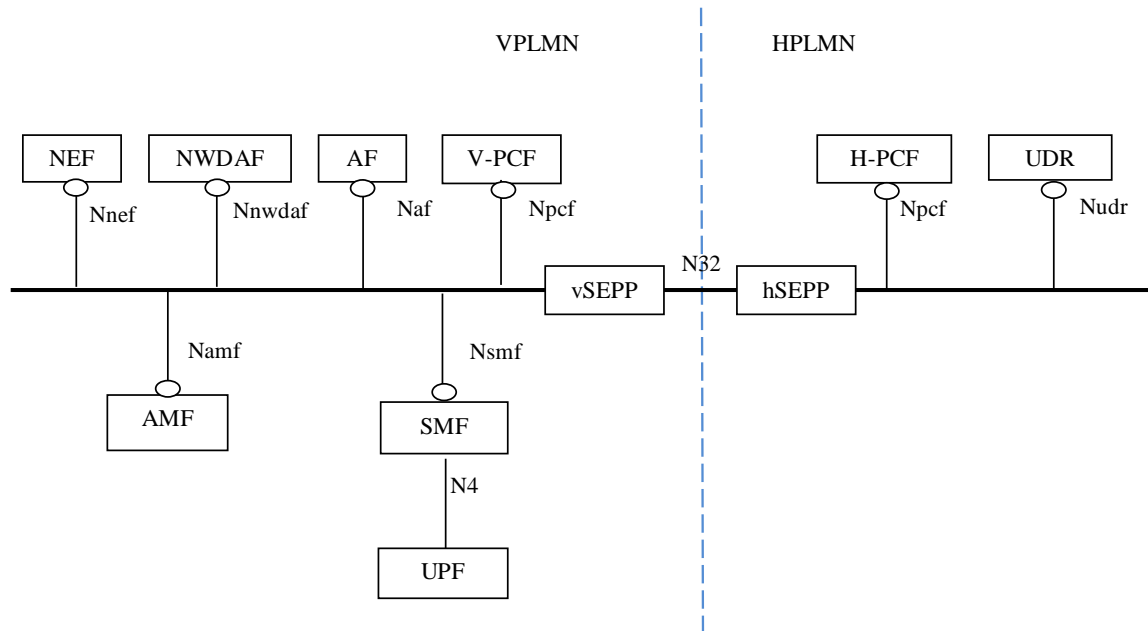 VPLMN
HPLMN
NEF
NWDAF
AF
V-PCF
H-PCF
UDR
Nnef
Nnwdaf
Naf
Npcf
Npcf
Nudr
N32
vSEPP
hSEPP
Namf
Nsmf
AMF
SMF
N4
UPF